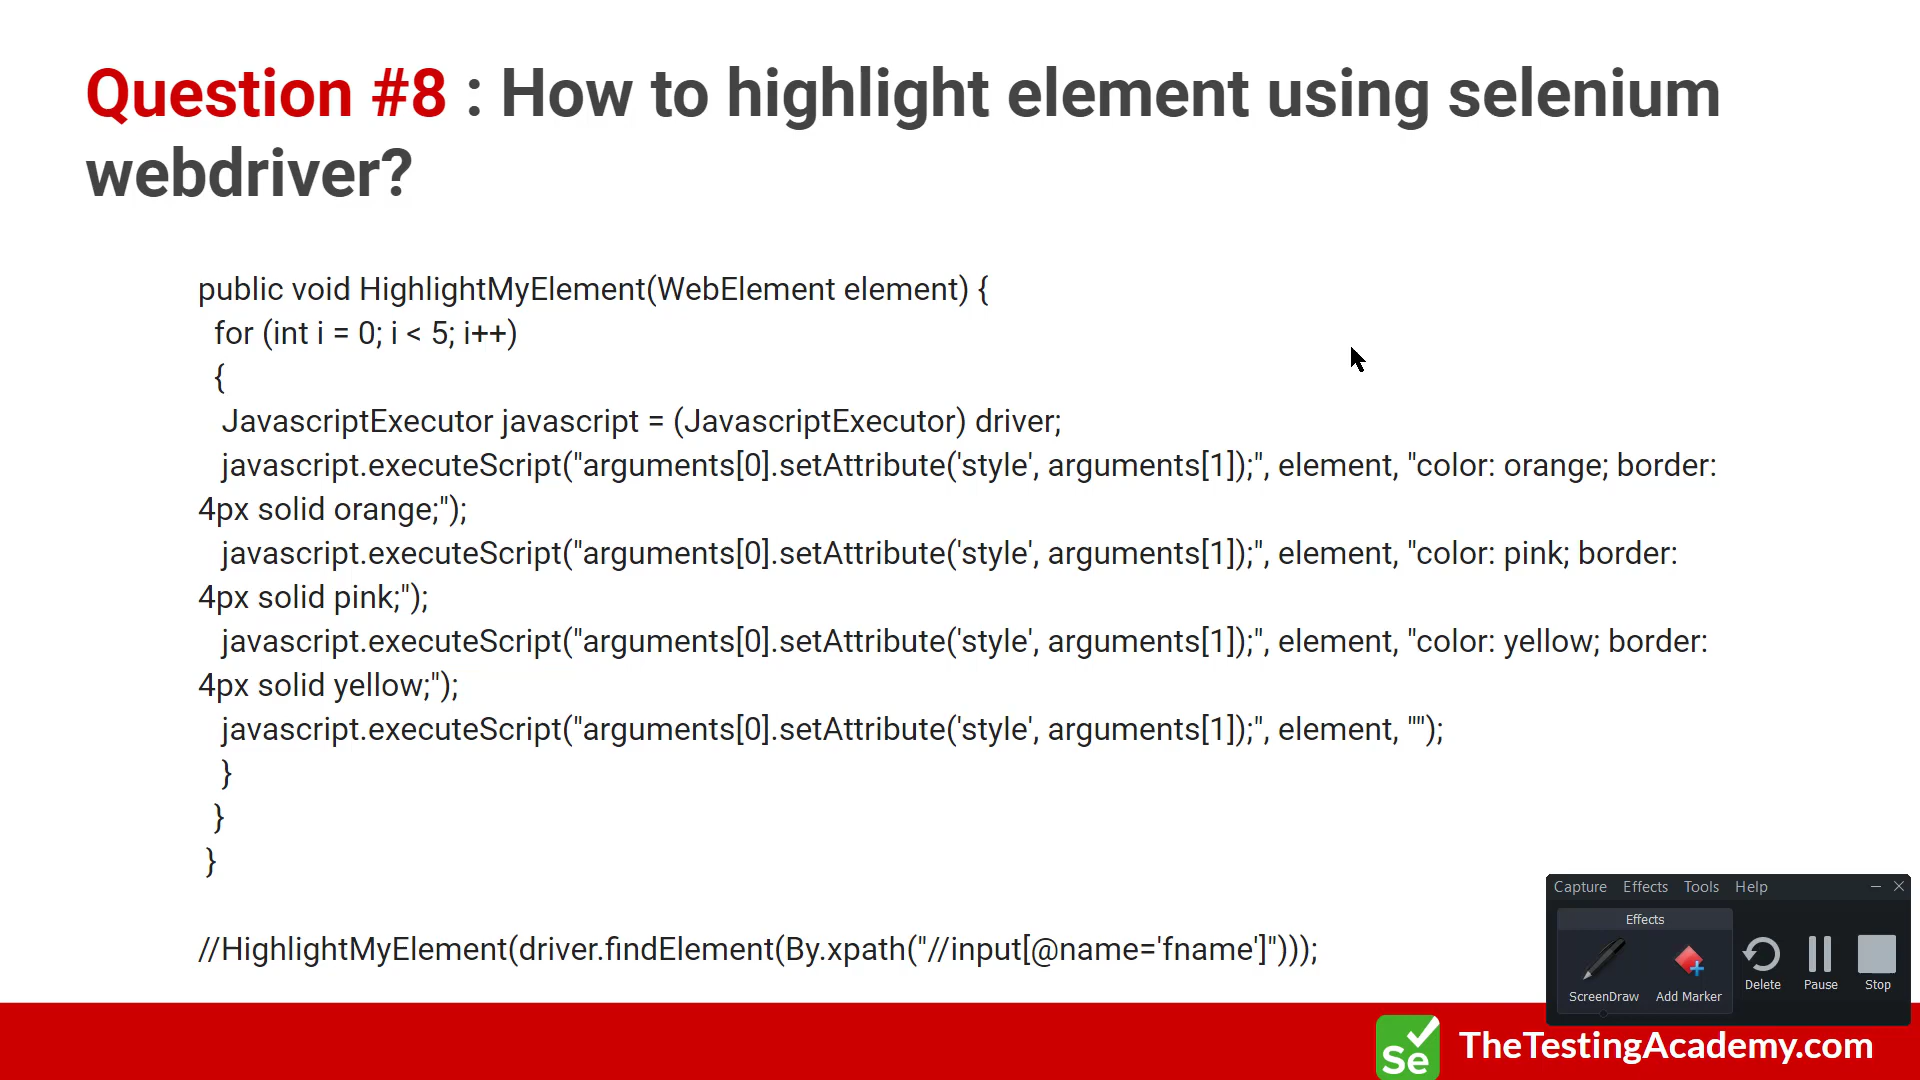 Question #8 : How to highlight element using selenium
webdriver?
public void HighlightMyElement(WebElement element) {
for (int i = 0; i < 5; i++)
{
JavascriptExecutor javascript = (JavascriptExecutor) driver;
javascript.executeScript("arguments[0].setAttribute('style', arguments[1]);", element, "color: orange; border:
4px solid orange;");
javascript.executeScript("arguments[0].setAttribute('style', arguments[1]);", element, "color: pink; border:
4px solid pink;");
javascript.executeScript("arguments[0].setAttribute('style', arguments[1]);", element, "color: yellow; border:
4px solid yellow;");
javascript.executeScript("arguments[0].setAttribute('style', arguments[1]);", element, "");
}
}
}
//HighlightMyElement(driver.findElement(By.xpath("//input[@name='fname']")));
Capture Effects Tools Help
Effects
ScreenDraw Add Marker Delete Pause Stop
Se TheTestingAcademy.com